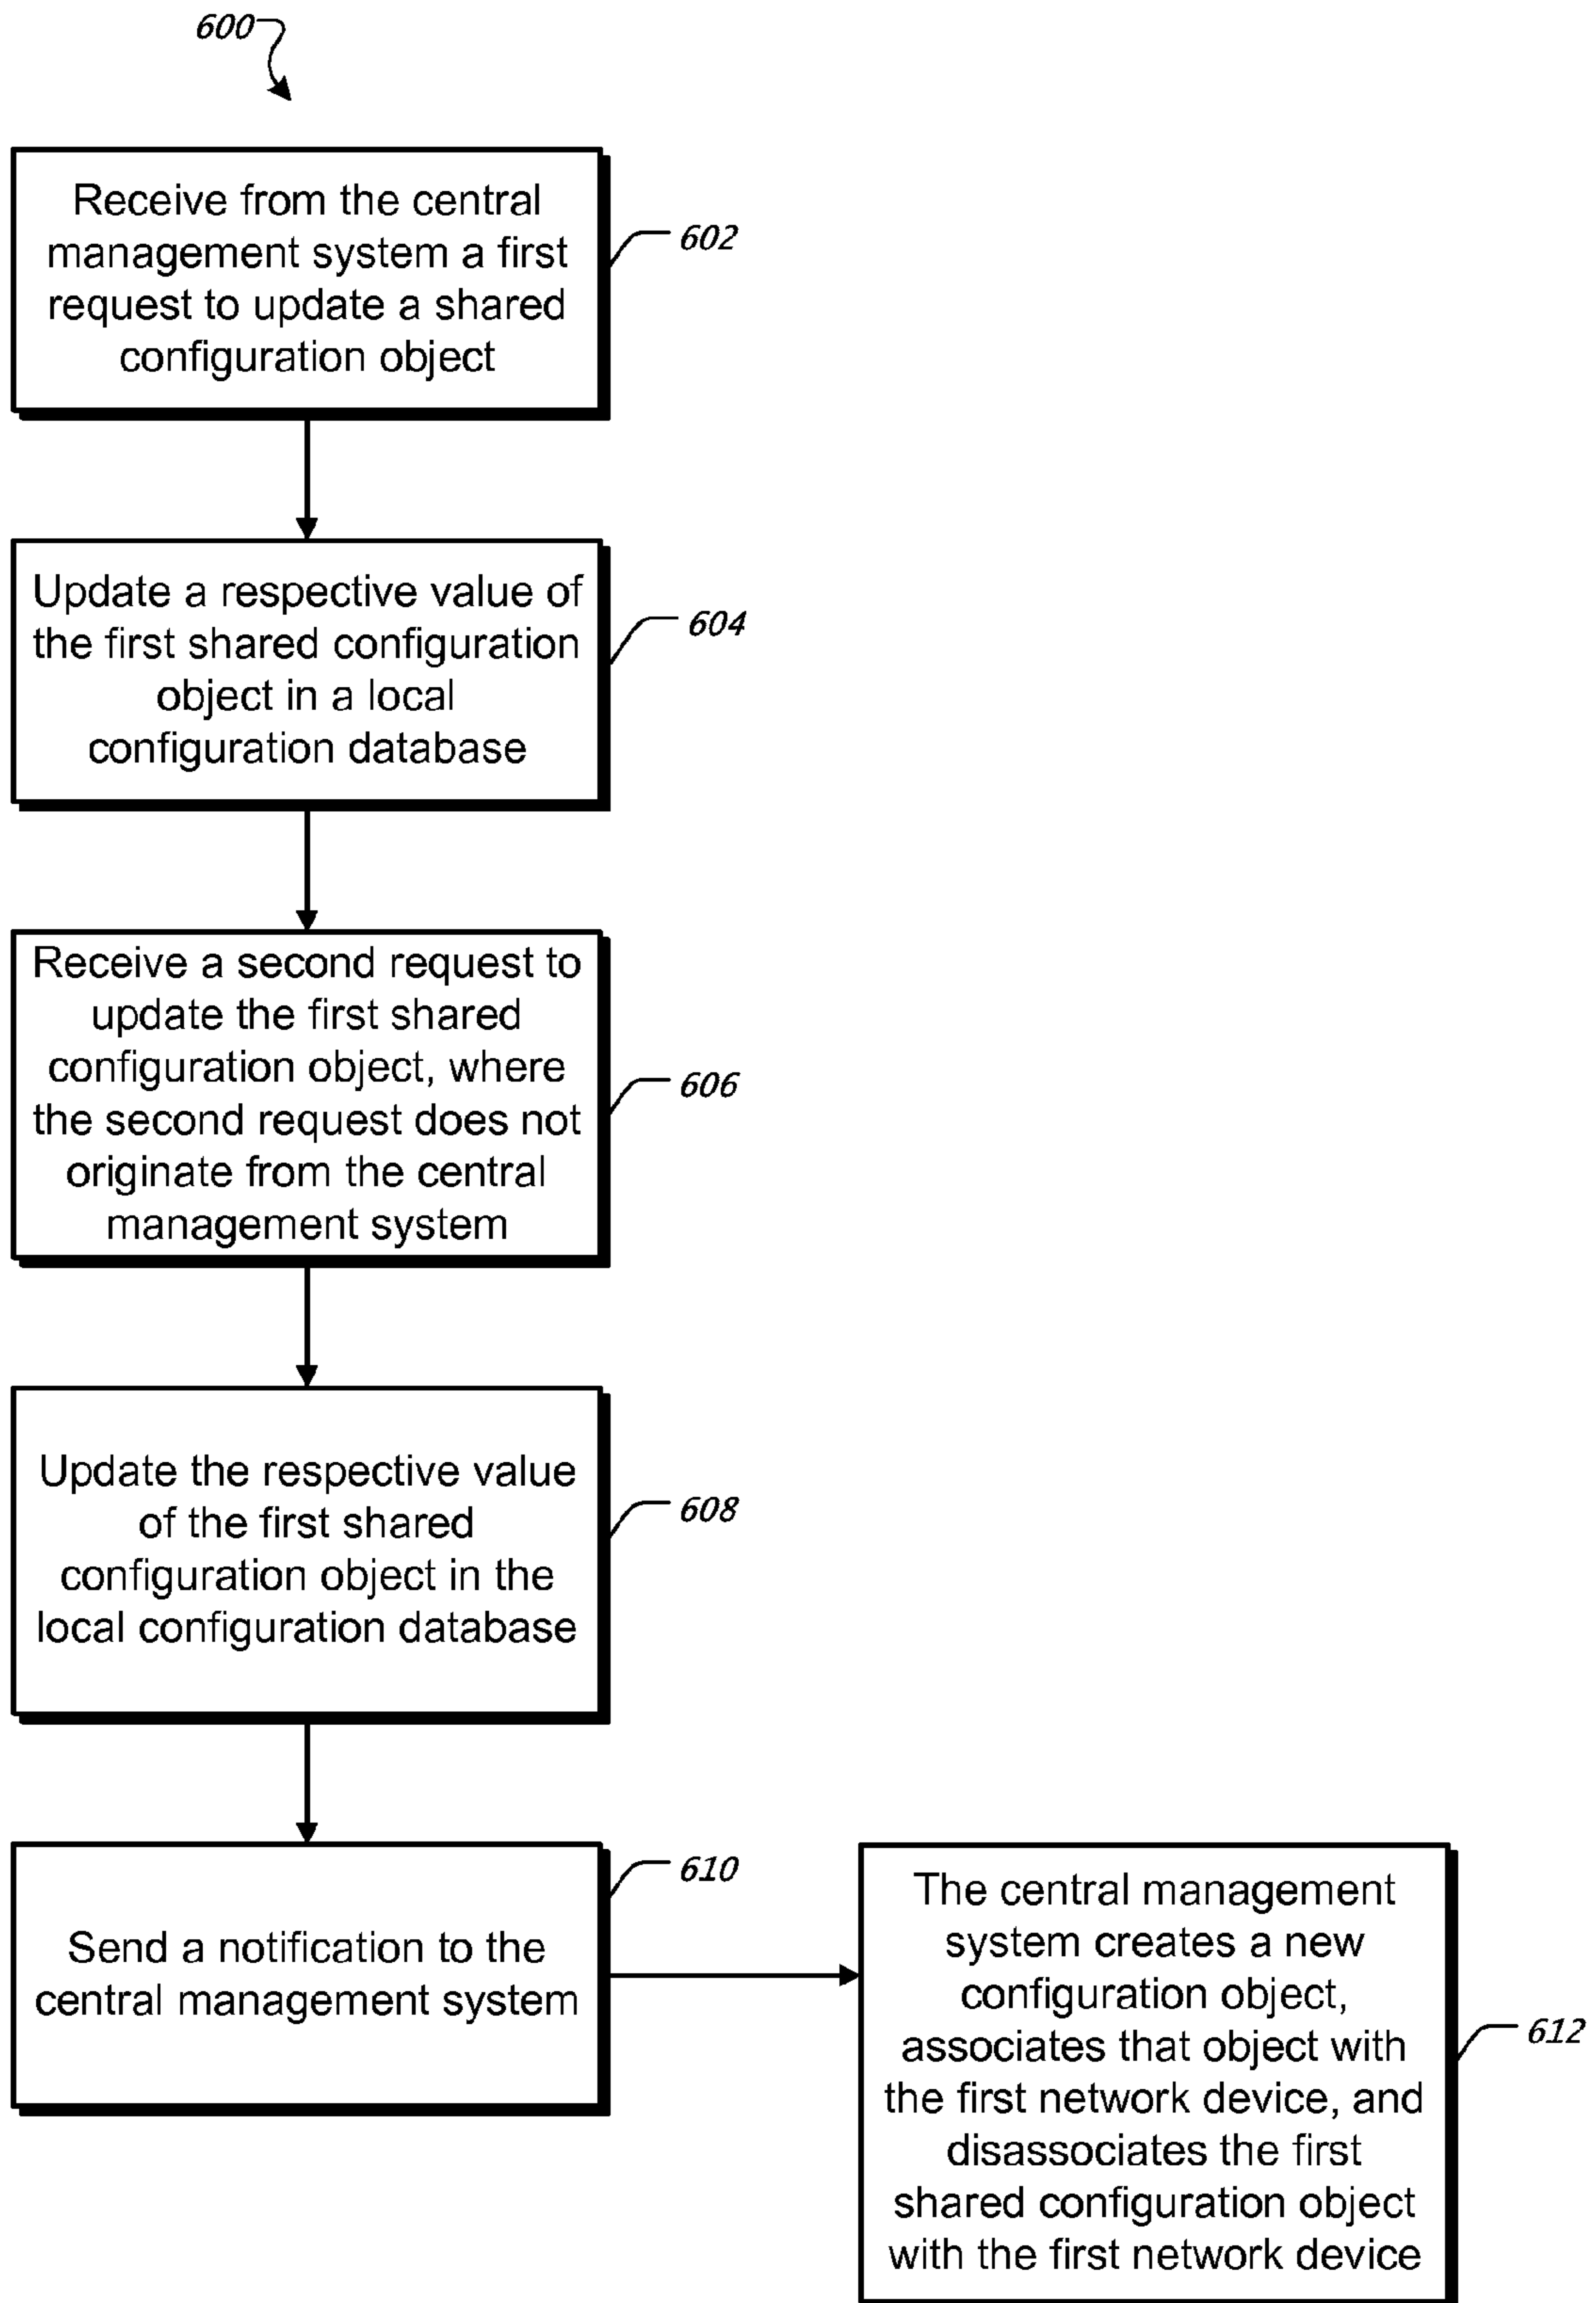 600
Receive from the central
management system a first
request to update a shared
configuration object
602
Update a respective value of
the first shared configuration
object in a local
configuration database
604
Receive a second request to
update the first shared
configuration object, where
the second request does not
originate from the central
management system
606
Update the respective value
of the first shared
configuration object in the
local configuration database
608
Send a notification to the
central management system
610
The central management
system creates a new
configuration object,
associates that object with
the first network device, and
disassociates the first
shared configuration object
with the first network device
612